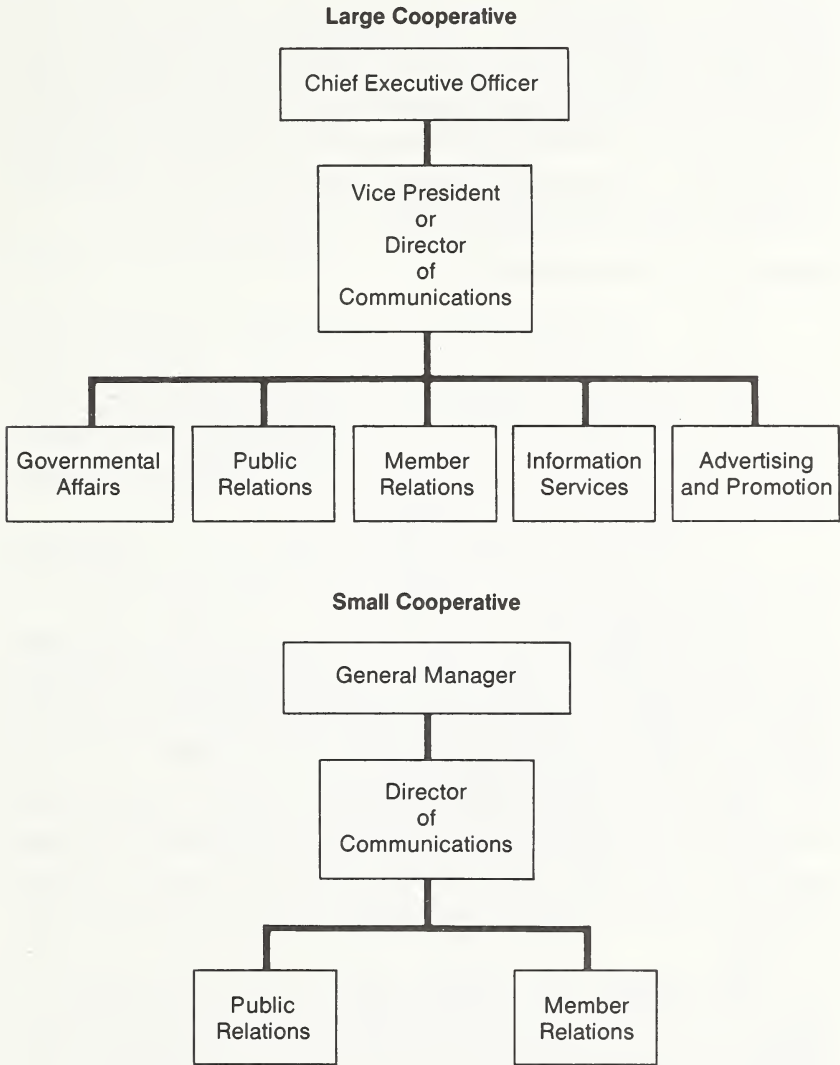 Large Cooperative
Chief Executive Officer
Vice President
or
Director
of
Communications
Governmental
Affairs
Public
Relations
Member
Relations
Information
Services
Advertising
and Promotion
Small Cooperative
General Manager
Director
of
Communications
Public
Relations
Member
Relations